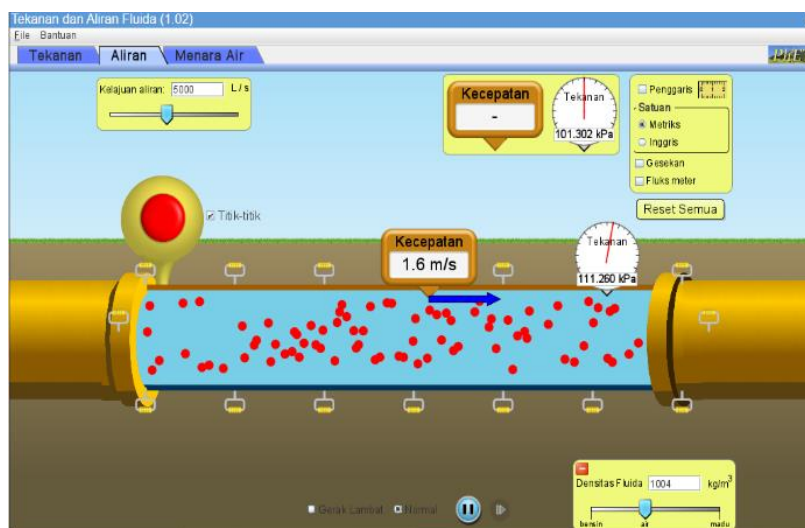 Tekanan dan Aliran Fluida (1.02)
File Bantuan
Tekanan Aliran Menara Air
PhET
Kelajuan aliran: 5000 L/s
Kecepatan
-
Tekanan
101.302 kPa
Penggaris
Satuan
Metriks
Inggris
Gesekan
Fluks meter
Reset Semua
Titik-titik
Kecepatan
1.6 m/s
Tekanan
111.260 kPa
Gerak Lambat Normal
Densitas Fluida 1004 kg/m³
bensin air madu